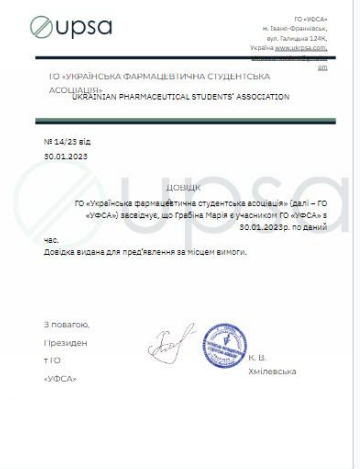 upsa
ГО «УФСА»
м. Івано-Франківськ,
вул. Галицька 124К,
Україна www.ukrpsa.com,
om
ГО «УКРАЇНСЬКА ФАРМАЦЕВТИЧНА СТУДЕНТСЬКА
АСОЦІАЦІЯ»
UKRAINIAN PHARMACEUTICAL STUDENTS’ ASSOCIATION
№ 14/23 від
30.01.2023
upsa
ДОВІДК
ГО «Українська фармацевтична студентська асоціація» (далі – ГО
«УФСА») засвідчує, що Грабіна Марія є учасником ГО «УФСА» з
30.01.2023р. по даний
час.
Довідка видана для пред’явлення за місцем вимоги.
З повагою,
Президен
т ГО
«УФСА»
К. В.
Хмілевська